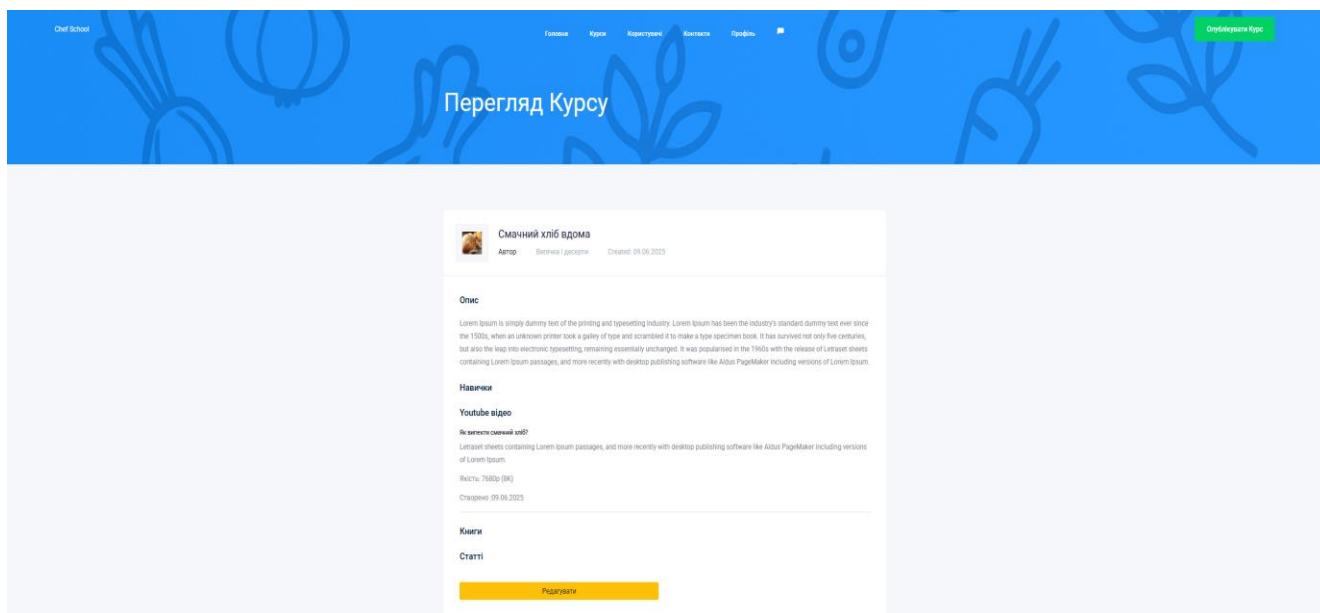 Chef School
Головна Курси Користувачі Контакти Профіль
Опублікувати Курс
Перегляд Курсу
Смачний хліб вдома
Автор Випічка і десерти Created: 09.06.2025
Опис
Lorem Ipsum is simply dummy text of the printing and typesetting industry. Lorem Ipsum has been the industry's standard dummy text ever since
the 1500s, when an unknown printer took a galley of type and scrambled it to make a type specimen book. It has survived not only five centuries,
but also the leap into electronic typesetting, remaining essentially unchanged. It was popularised in the 1960s with the release of Letraset sheets
containing Lorem Ipsum passages, and more recently with desktop publishing software like Aldus PageMaker including versions of Lorem Ipsum.
Навички
Youtube відео
Як випекти смачний хліб?
Letraset sheets containing Lorem Ipsum passages, and more recently with desktop publishing software like Aldus PageMaker including versions
of Lorem Ipsum.
Якість: 7680p (8K)
Створено :09.06.2025
Книги
Статті
Редагувати